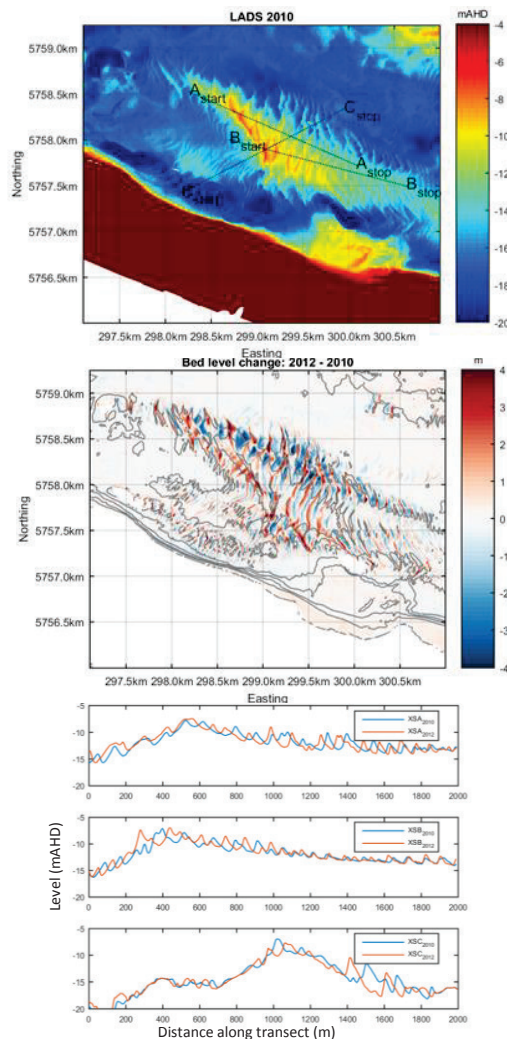 LADS 2010
mAHD
5759.0km
5758.5km
5758.0km
5757.5km
5757.0km
5756.5km
Northing
A start
B start
C stop
A stop
B stop
-4
-6
-8
-10
-12
-14
-16
-18
-20
297.5km 298.0km 298.5km 299.0km 299.5km 300.0km 300.5km
Easting
Bed level change: 2012 - 2010
m
5759.0km
5758.5km
5758.0km
5757.5km
5757.0km
5756.5km
Northing
4
3
2
1
0
-1
-2
-3
-4
297.5km 298.0km 298.5km 299.0km 299.5km 300.0km 300.5km
Easting
-5
-10
-15
-20
XSA2010
XSA2012
0 200 400 600 800 1000 1200 1400 1600 1800 2000
-5
-10
-15
-20
XSB2010
XSB2012
0 200 400 600 800 1000 1200 1400 1600 1800 2000
Level (mAHD)
-5
-10
-15
-20
XSC2010
XSC2012
0 200 400 600 800 1000 1200 1400 1600 1800 2000
Distance along transect (m)